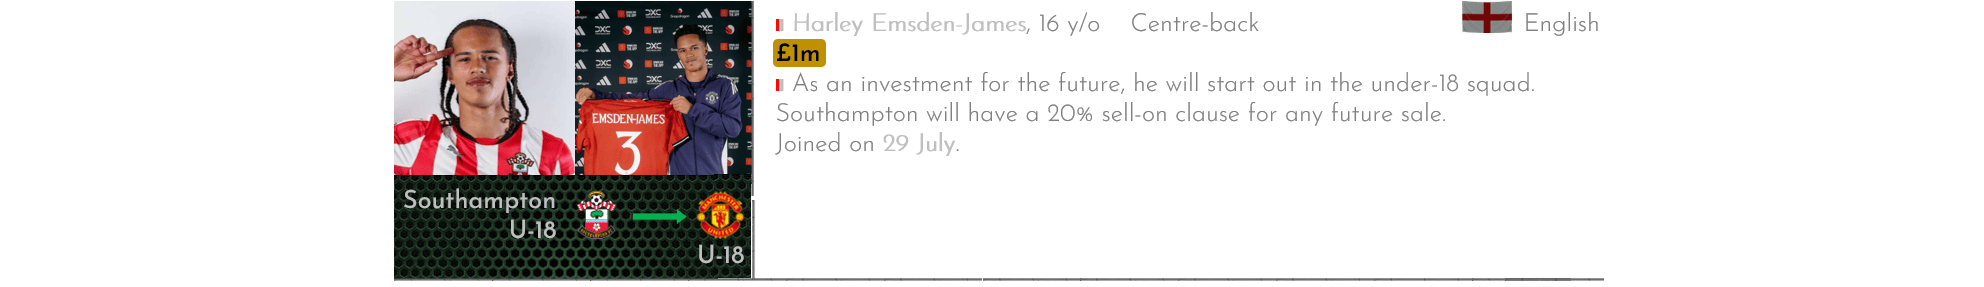 Harley Emsden-James, 16 y/o Centre-back English
£1m
As an investment for the future, he will start out in the under-18 squad.
Southampton will have a 20% sell-on clause for any future sale.
Joined on 29 July.
EMSDEN-JAMES
3
Southampton
U-18
MANCHESTER
UNITED
U-18